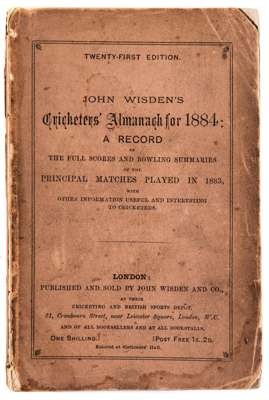 TWENTY-FIRST EDITION.
JOHN WISDEN'S
Cricketers' Almanack for 1884:
A RECORD
OF
THE FULL SCORES AND BOWLING SUMMARIES
OF THE
PRINCIPAL MATCHES PLAYED IN 1883,
WITH
OTHER INFORMATION USEFUL AND INTERESTING
TO CRICKETERS.
LONDON:
PUBLISHED AND SOLD BY JOHN WISDEN AND CO.,
AT THEIR
CRICKETING AND BRITISH SPORTS DEPÔT,
21, Cranbourn Street, near Leicester Square, London, W.C.
AND OF ALL BOOKSELLERS AND AT ALL BOOKSTALLS.
ONE SHILLING. POST FREE 1S. 2D.
Entered at Stationers' Hall.